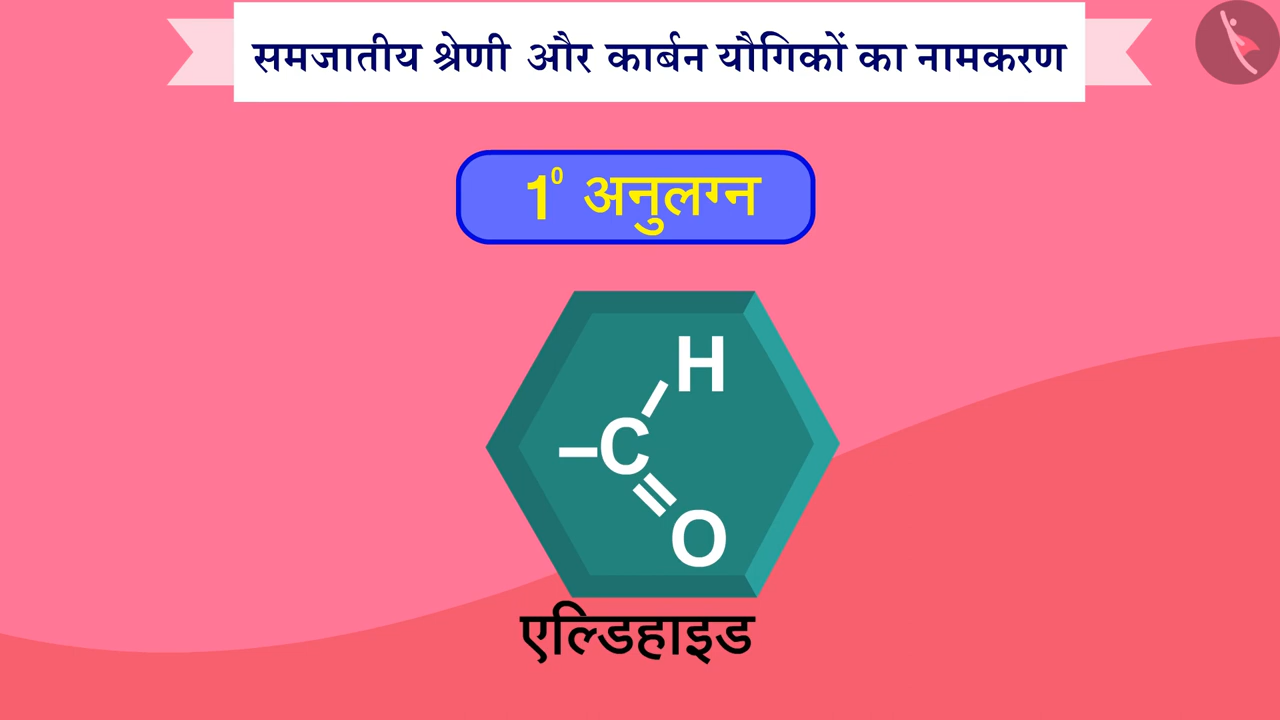 समजातीय श्रेणी और कार्बन यौगिकों का नामकरण
1⁰ अनुलग्न
H
–C
O
एल्डिहाइड